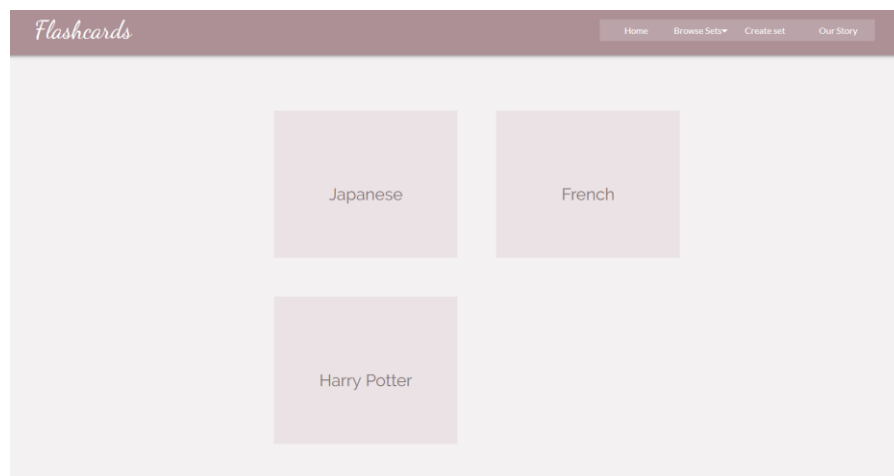 Flashcards
Home Browse Sets Create set Our Story
Japanese
French
Harry Potter